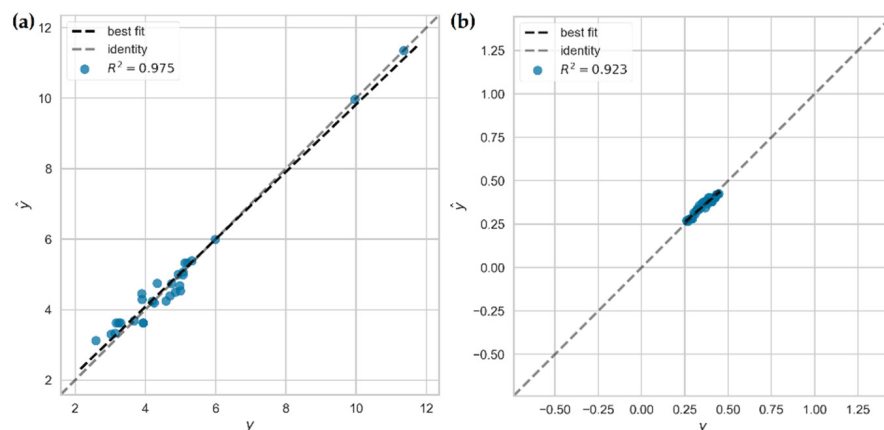 (a)
best fit
identity
R² = 0.975
12
10
8
6
4
2
ŷ
2 4 6 8 10 12
y
(b)
best fit
identity
R² = 0.923
1.25
1.00
0.75
0.50
0.25
0.00
−0.25
−0.50
ŷ
−0.50 −0.25 0.00 0.25 0.50 0.75 1.00 1.25
y